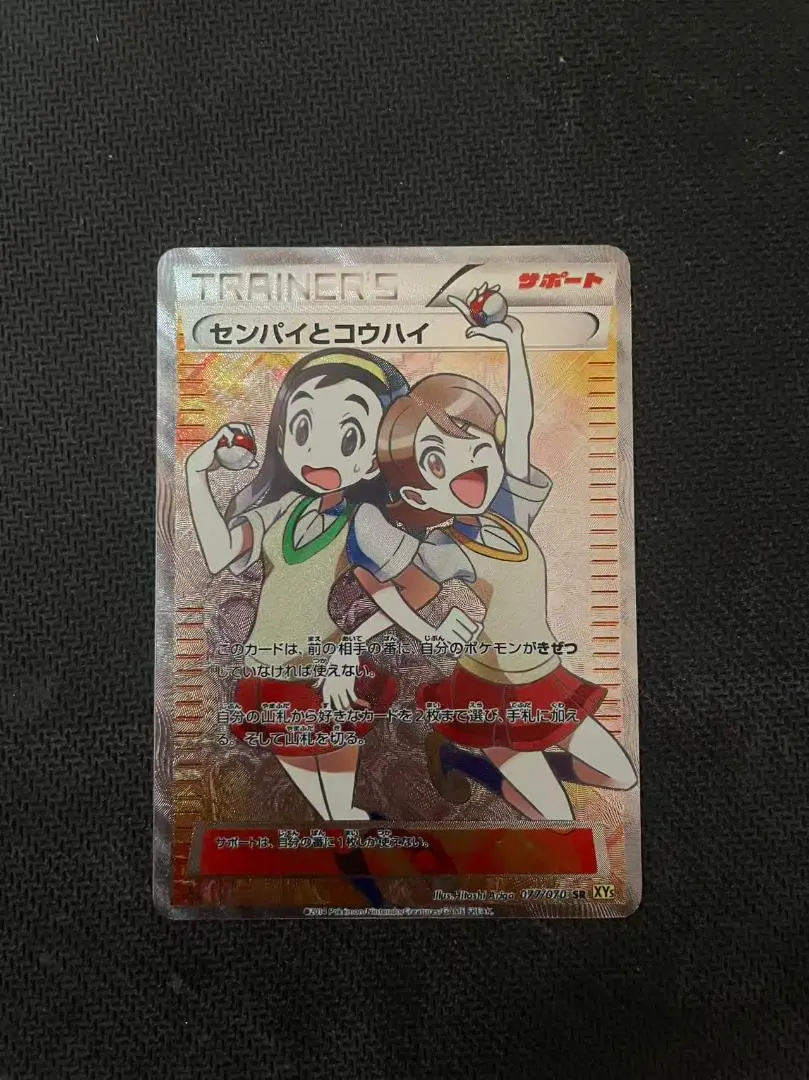 TRAINER'S
サポート
センパイとコウハイ
このカードは、前の相手の番に、自分のポケモンがきぜつ
していなければ使えない。
自分の山札から好きなカードを2枚まで選び、手札に加え
る。そして山札を切る。
サポートは、自分の番に1枚しか使えない。
Illus. Hitoshi Ariga 077/070 SR XY5
©2014 Pokémon/Nintendo/Creatures/GAME FREAK.